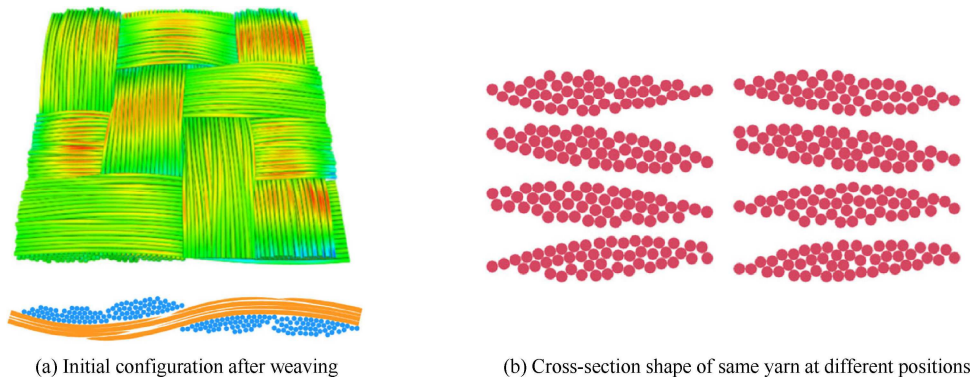 (a) Initial configuration after weaving
(b) Cross-section shape of same yarn at different positions